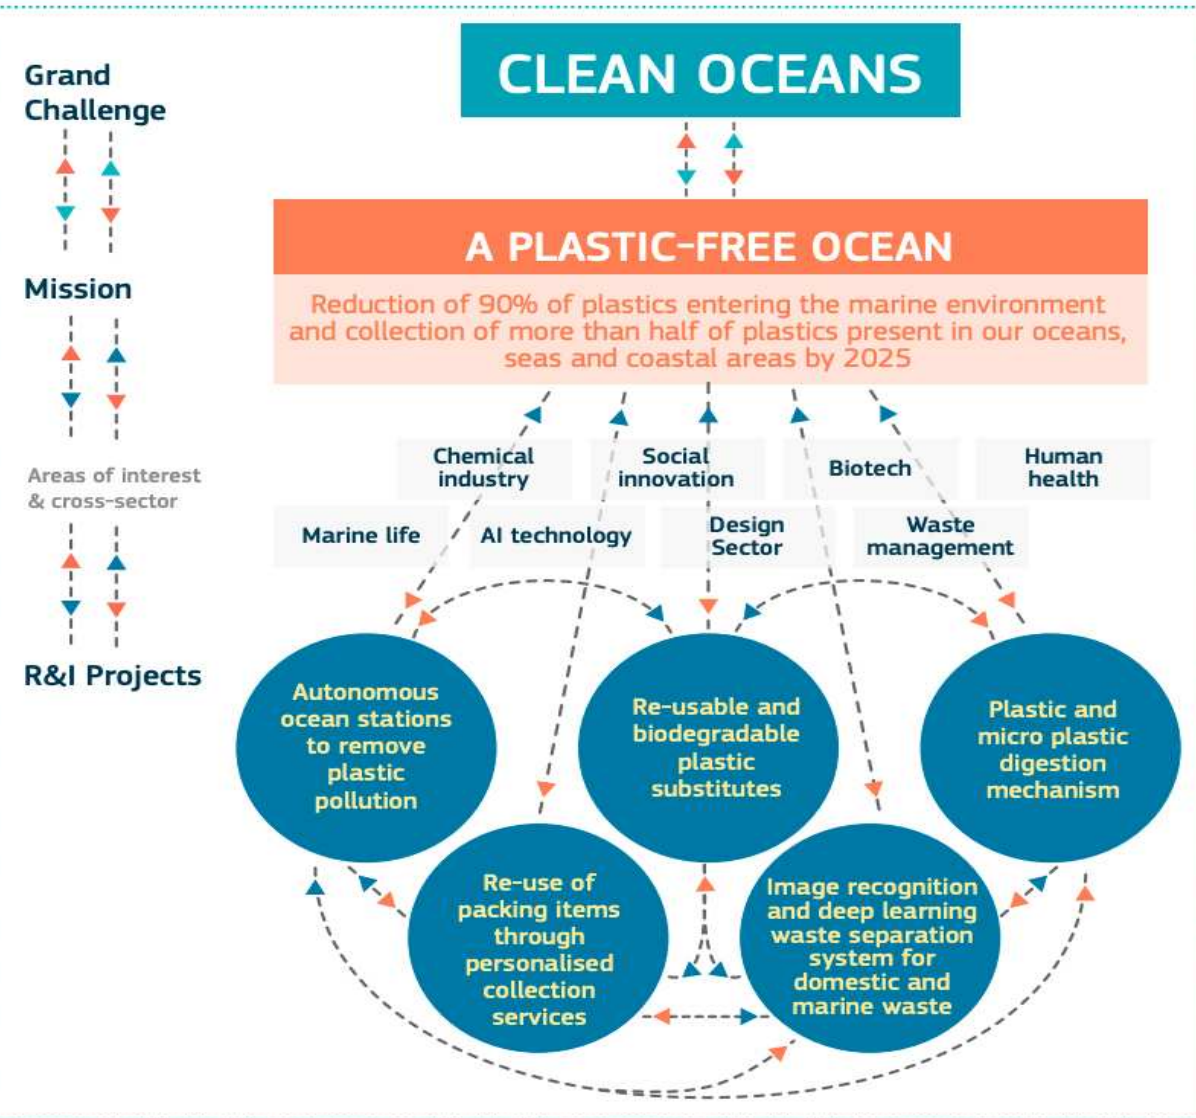 CLEAN OCEANS
Grand
Challenge
A PLASTIC-FREE OCEAN
Mission
Reduction of 90% of plastics entering the marine environment
and collection of more than half of plastics present in our oceans,
seas and coastal areas by 2025
Areas of interest
& cross-sector
Chemical
industry
Social
innovation
Biotech
Human
health
Marine life
AI technology
Design
Sector
Waste
management
R&I Projects
Autonomous
ocean stations
to remove
plastic
pollution
Re-usable and
biodegradable
plastic
substitutes
Plastic and
micro plastic
digestion
mechanism
Re-use of
packing items
through
personalised
collection
services
Image recognition
and deep learning
waste separation
system for
domestic and
marine waste